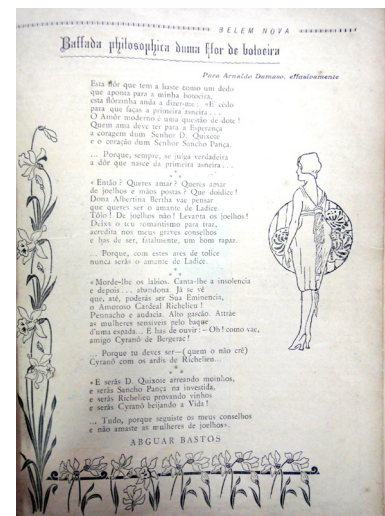 BELEM NOVA
Ballada philosophica duma flor de botoeira
Para Arnaldo Damaso, effusivamente
Esta flôr que tem a haste como um dedo
que aponta para a minha botoeira,
esta flôrzinha anda a dizer-me: «É cêdo
para que faças a primeira asneira...
O Amôr moderno é uma questão de dote!
Quem ama deve ter para a Esperança
a coragem dum Senhor D. Quixote
e o coração dum Senhor Sancho Pança.
... Porque, sempre, se julga verdadeira
a dôr que nasce da primeira asneira...
* * *
« Então? Queres amar? Queres amar
de joelhos e mãos postas? Que doidice!
Dona Albertina Bertha vae pensar
que queres ser o amante de Ladice.
Tôlo! De joelhos não! Levanta os joelhos!
Deixa o teu romantismo para traz,
acredita nos meus graves conselhos
e has de ser, fatalmente, um bom rapaz.
... Porque, com estes ares de tolice
nunca serás o amante de Ladice.
* * *
«Morde-lhe os labios. Canta-lhe a insolencia
e depois... abandona. Já se vê
que, até, poderás ser Sua Eminencia,
o Amoroso Cardeal Richelieu!
Pennacho e audacia. Alto gascão. Attráe
as mulheres sensiveis pelo baque
d'uma espada... E has de ouvir: — Oh! como vae,
amigo Cyranô de Bergerac!
... Porque tu deves ser — (quem o não crê)
Cyranô com os ardis de Richelieu...
* * *
«E serás D. Quixote arreando moinhos,
e serás Sancho Pança na investida,
e serás Richelieu provando vinhos
e serás Cyranô beijando a Vida!
... Tudo, porque seguiste os meus conselhos
e não amaste as mulheres de joelhos».
ABGUAR BASTOS